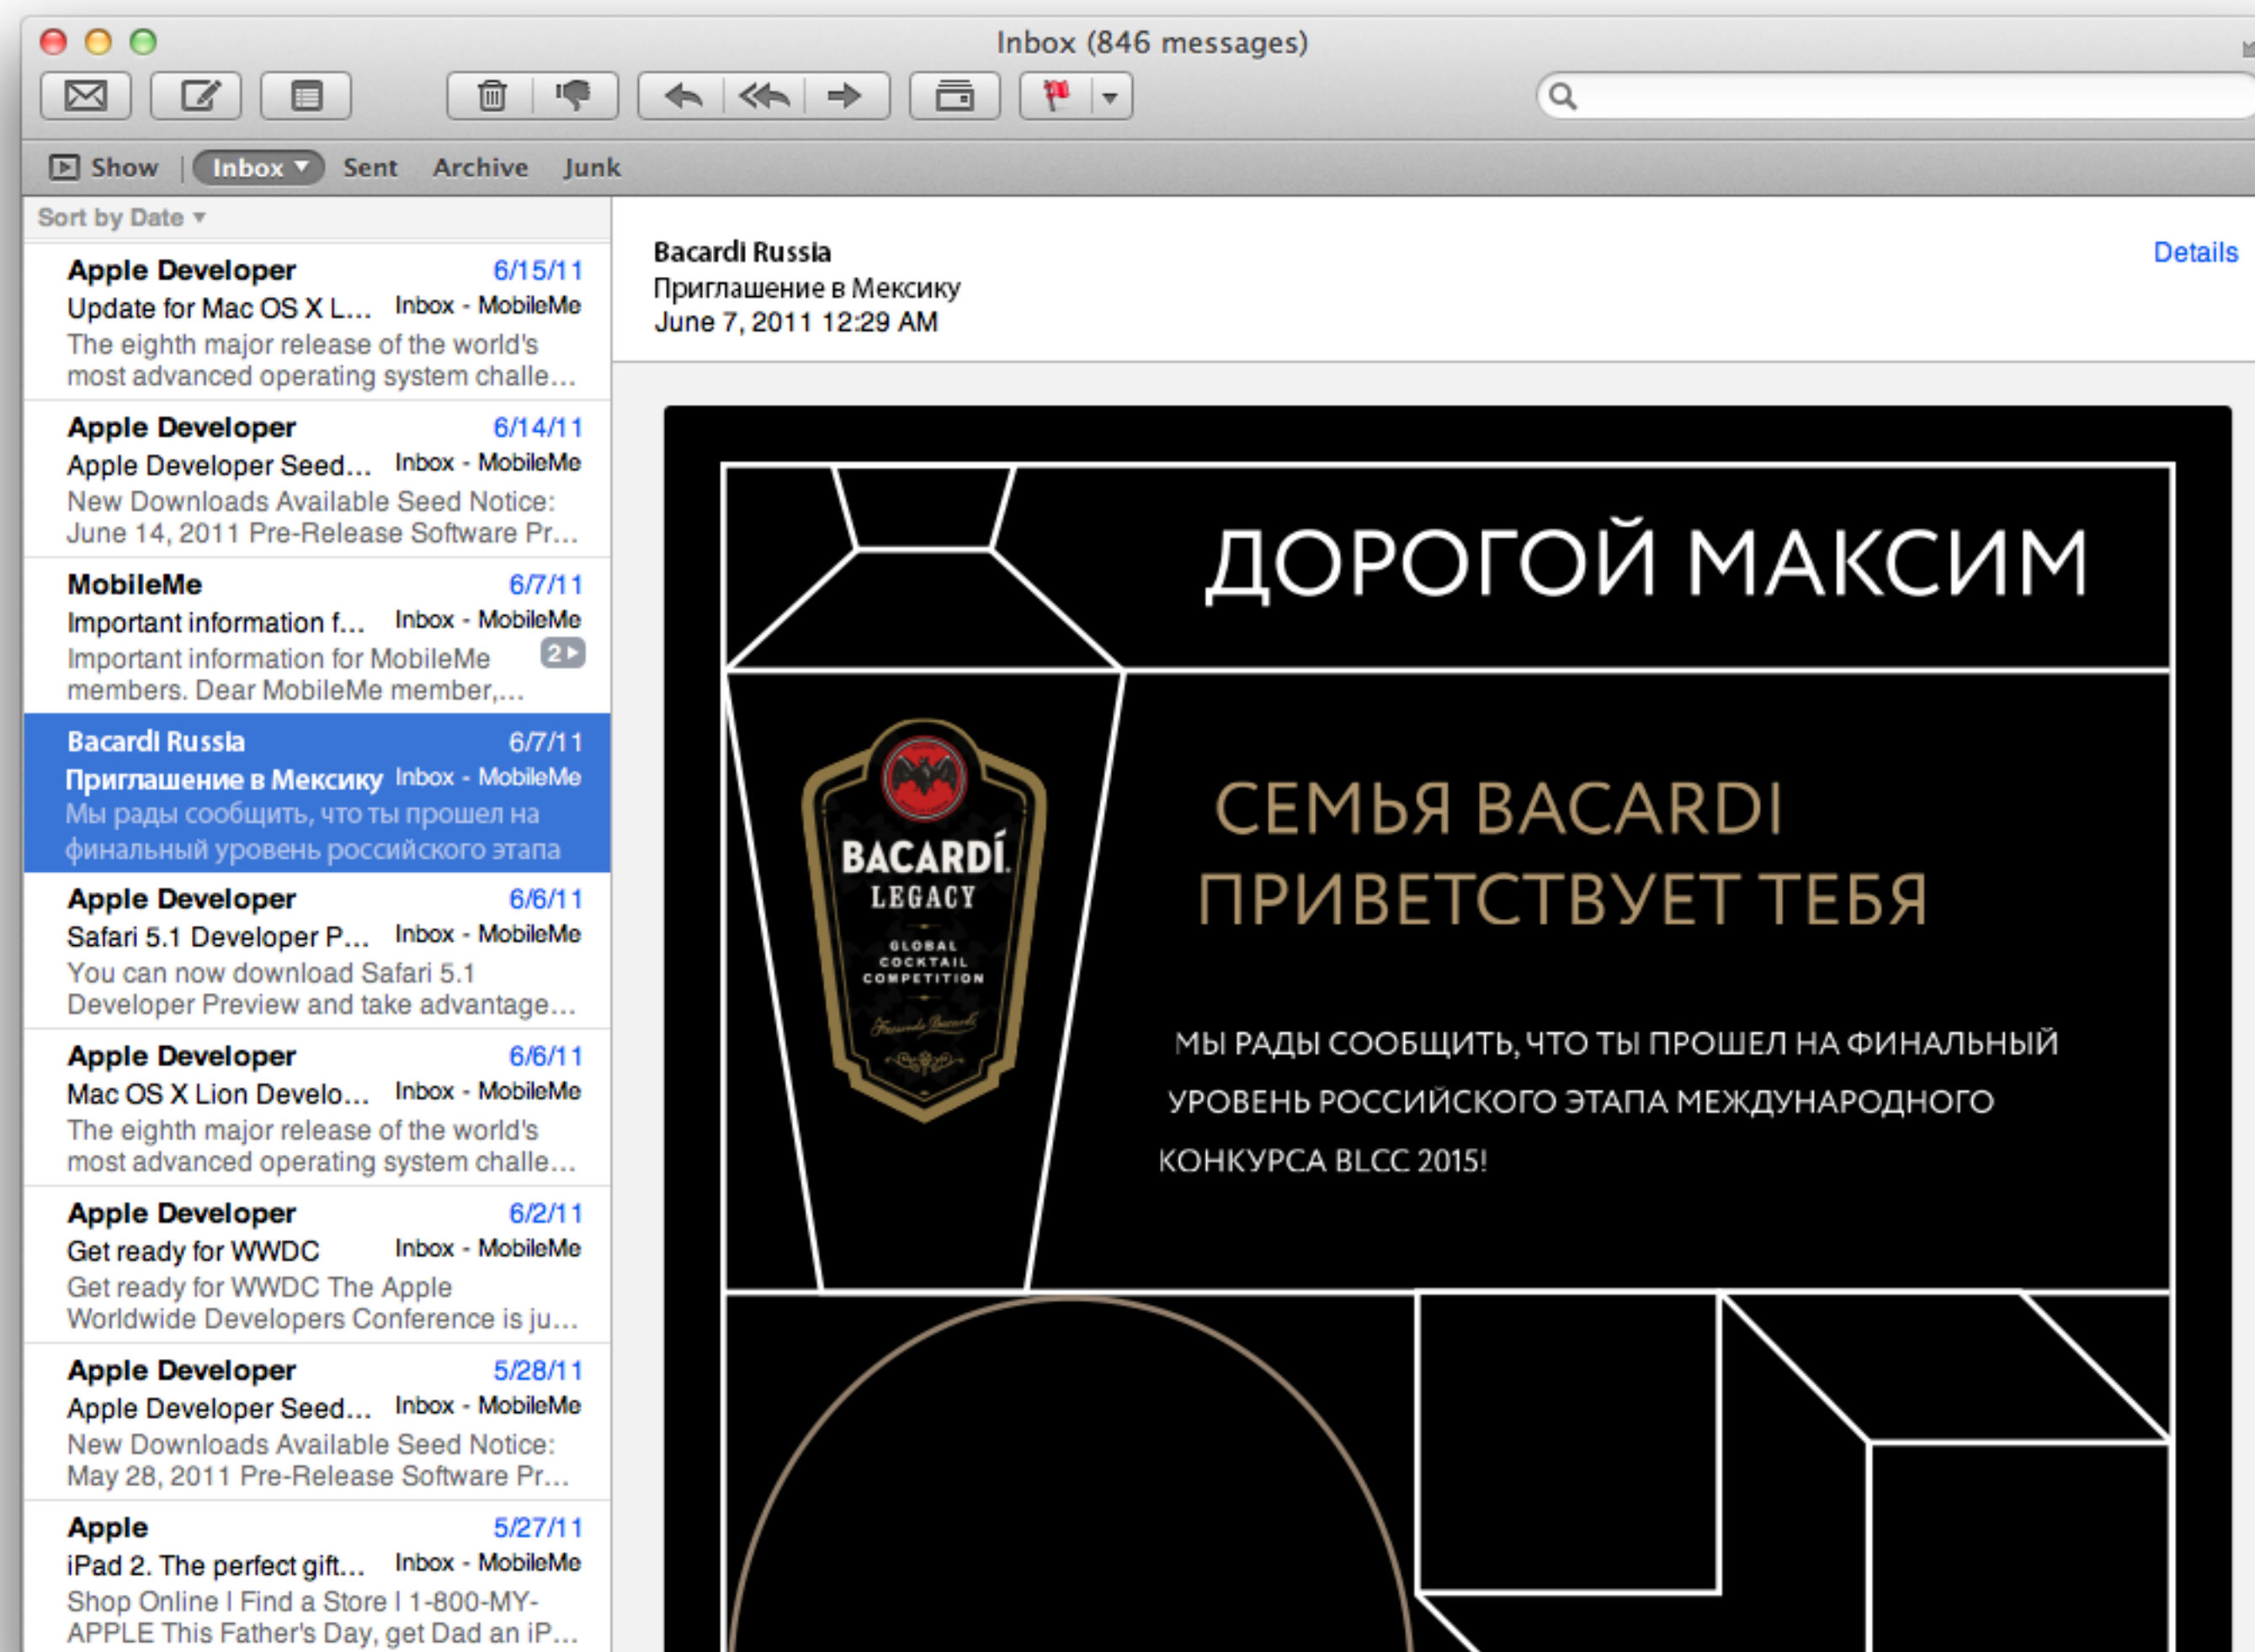 Inbox (846 messages)
Show | Inbox ▼ Sent Archive Junk
Sort by Date ▼
Apple Developer 6/15/11
Update for Mac OS X L... Inbox - MobileMe
The eighth major release of the world's
most advanced operating system challe...
Apple Developer 6/14/11
Apple Developer Seed... Inbox - MobileMe
New Downloads Available Seed Notice:
June 14, 2011 Pre-Release Software Pr...
MobileMe 6/7/11
Important information f... Inbox - MobileMe
Important information for MobileMe 2
members. Dear MobileMe member,...
Bacardi Russia 6/7/11
Приглашение в Мексику Inbox - MobileMe
Мы рады сообщить, что ты прошел на
финальный уровень российского этапа
Apple Developer 6/6/11
Safari 5.1 Developer P... Inbox - MobileMe
You can now download Safari 5.1
Developer Preview and take advantage...
Apple Developer 6/6/11
Mac OS X Lion Develo... Inbox - MobileMe
The eighth major release of the world's
most advanced operating system challe...
Apple Developer 6/2/11
Get ready for WWDC Inbox - MobileMe
Get ready for WWDC The Apple
Worldwide Developers Conference is ju...
Apple Developer 5/28/11
Apple Developer Seed... Inbox - MobileMe
New Downloads Available Seed Notice:
May 28, 2011 Pre-Release Software Pr...
Apple 5/27/11
iPad 2. The perfect gift... Inbox - MobileMe
Shop Online | Find a Store | 1-800-MY-
APPLE This Father's Day, get Dad an iP...
Bacardi Russia Details
Приглашение в Мексику
June 7, 2011 12:29 AM
ДОРОГОЙ МАКСИМ
BACARDÍ.
LEGACY
GLOBAL
COCKTAIL
COMPETITION
Facundo Bacardi
СЕМЬЯ BACARDI
ПРИВЕТСТВУЕТ ТЕБЯ
МЫ РАДЫ СООБЩИТЬ, ЧТО ТЫ ПРОШЕЛ НА ФИНАЛЬНЫЙ
УРОВЕНЬ РОССИЙСКОГО ЭТАПА МЕЖДУНАРОДНОГО
КОНКУРСА BLCC 2015!